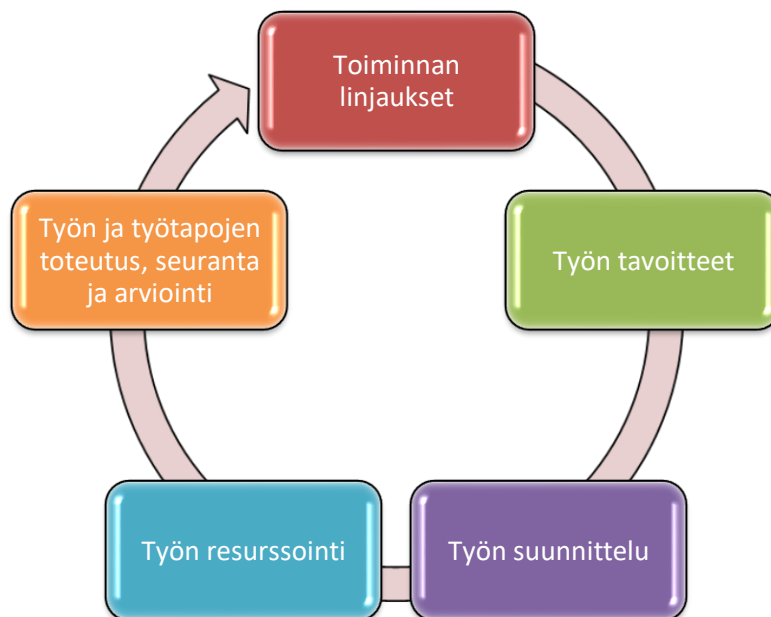 Toiminnan
linjaukset
Työn tavoitteet
Työn suunnittelu
Työn resurssointi
Työn ja työtapojen
toteutus, seuranta
ja arviointi